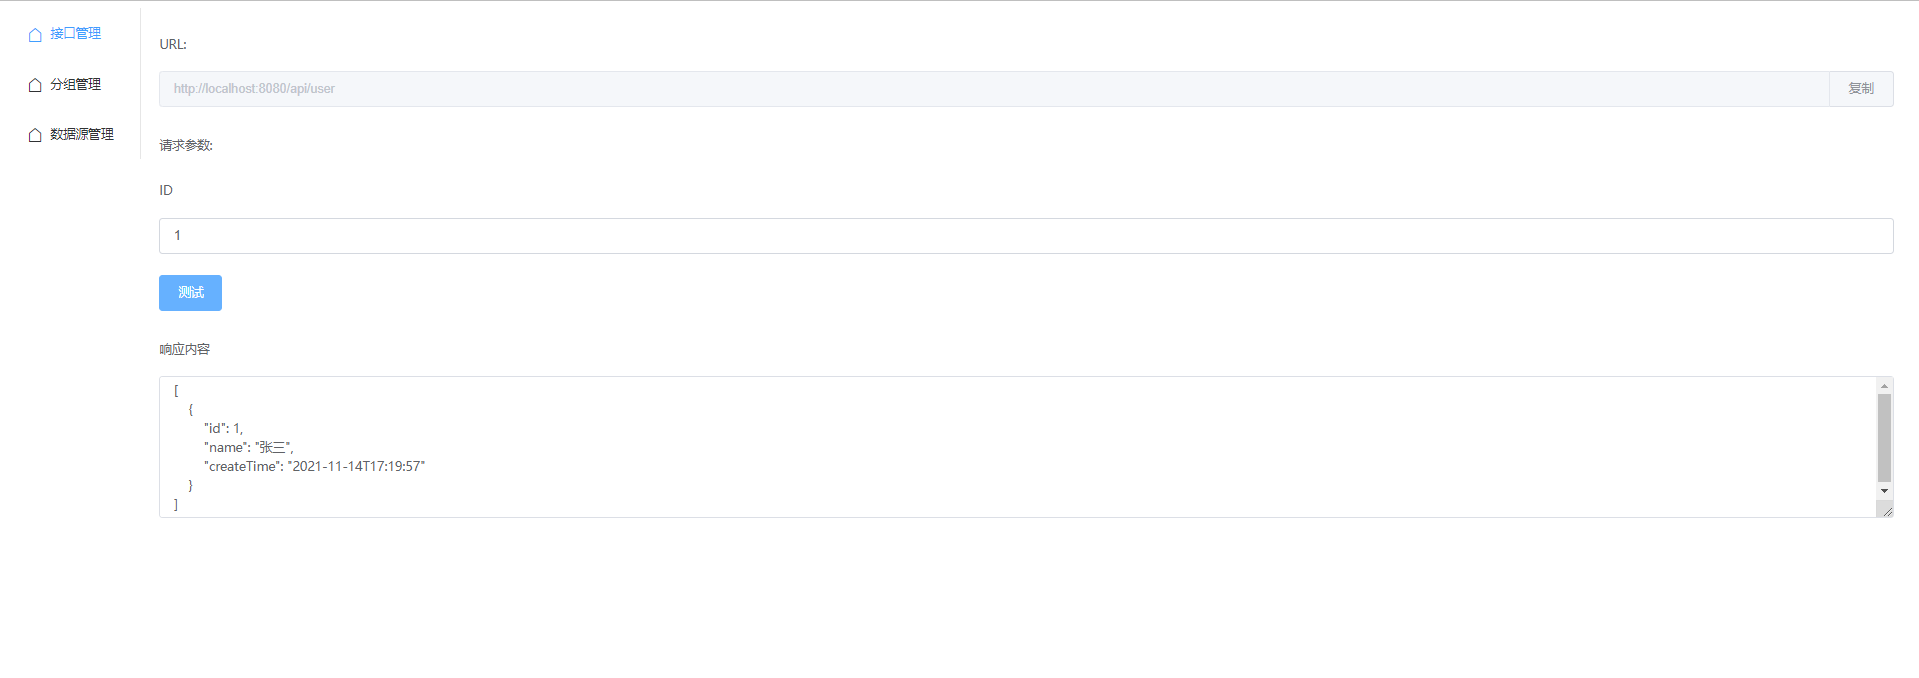 接口管理
分组管理
数据源管理
URL:
http://localhost:8080/api/user
复制
请求参数:
ID
1
测试
响应内容
[
{
"id": 1,
"name": "张三",
"createTime": "2021-11-14T17:19:57"
}
]